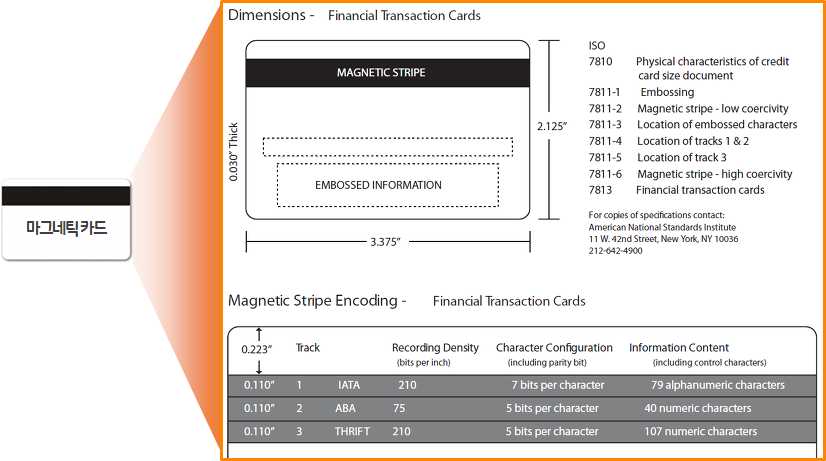 Dimensions - Financial Transaction Cards
MAGNETIC STRIPE
0.030" Thick
EMBOSSED INFORMATION
2.125"
3.375"
ISO
7810 Physical characteristics of credit
card size document
7811-1 Embossing
7811-2 Magnetic stripe - low coercivity
7811-3 Location of embossed characters
7811-4 Location of tracks 1 & 2
7811-5 Location of track 3
7811-6 Magnetic stripe - high coercivity
7813 Financial transaction cards
For copies of specifications contact:
American National Standards Institute
11 W. 42nd Street, New York, NY 10036
212-642-4900
마그네틱 카드
Magnetic Stripe Encoding - Financial Transaction Cards
0.223" Track Recording Density Character Configuration Information Content
(bits per inch) (including parity bit) (including control characters)
0.110" 1 IATA 210 7 bits per character 79 alphanumeric characters
0.110" 2 ABA 75 5 bits per character 40 numeric characters
0.110" 3 THRIFT 210 5 bits per character 107 numeric characters